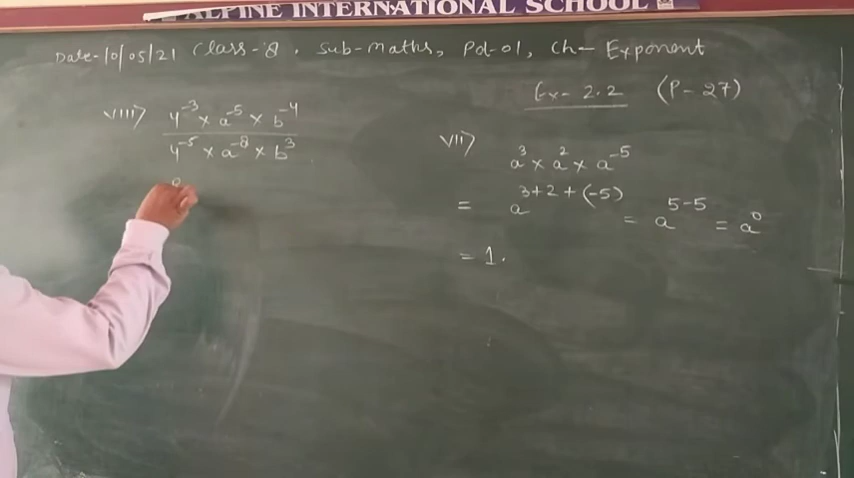 ALPINE INTERNATIONAL SCHOOL
Date-10/05/21 Class-8, Sub-maths, Pd-01, Ch- Exponent
Ex- 2.2 (P- 27)
VIII) 4⁻³ × a⁻⁵ × b⁻⁴
4⁻⁵ × a⁻⁸ × b³
VII) a³ × a² × a⁻⁵
= a³⁺²⁺⁽⁻⁵⁾ = a⁵⁻⁵ = a⁰
= 1.